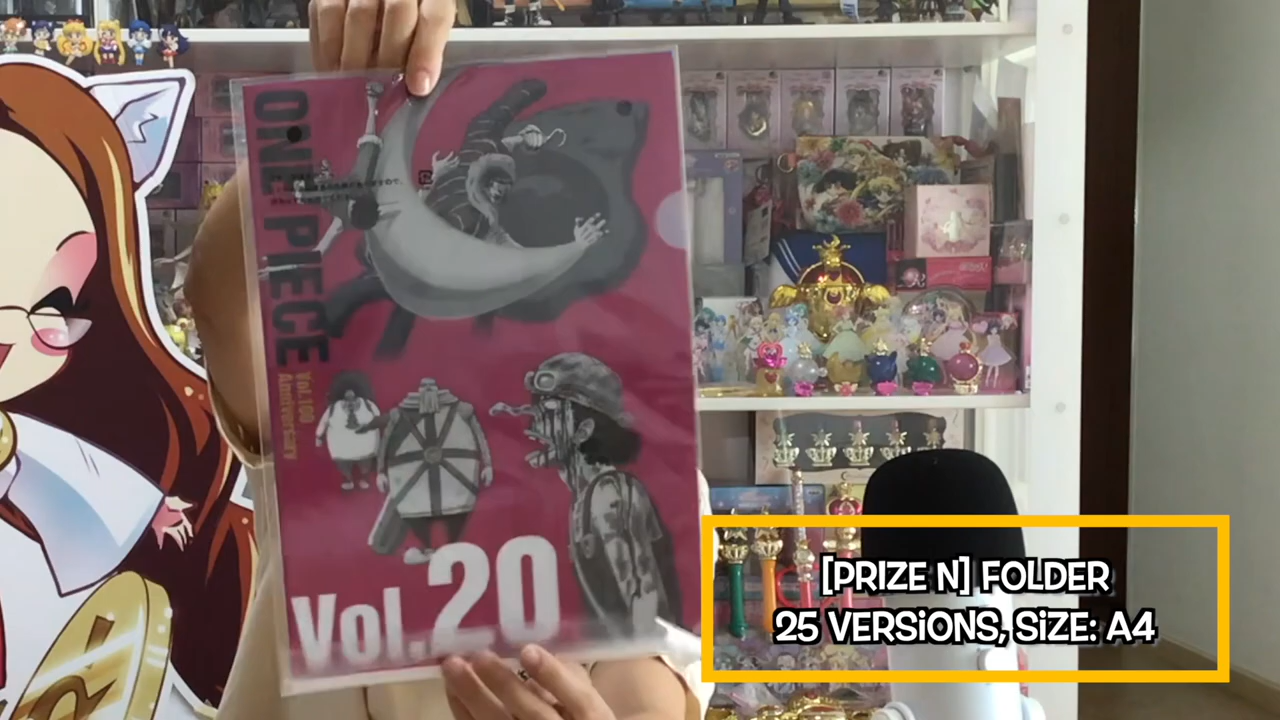 ONE PIECE
Vol.100
Anniversary
Vol.20
[PRIZE N] FOLDER
25 VERSIONS, SIZE: A4